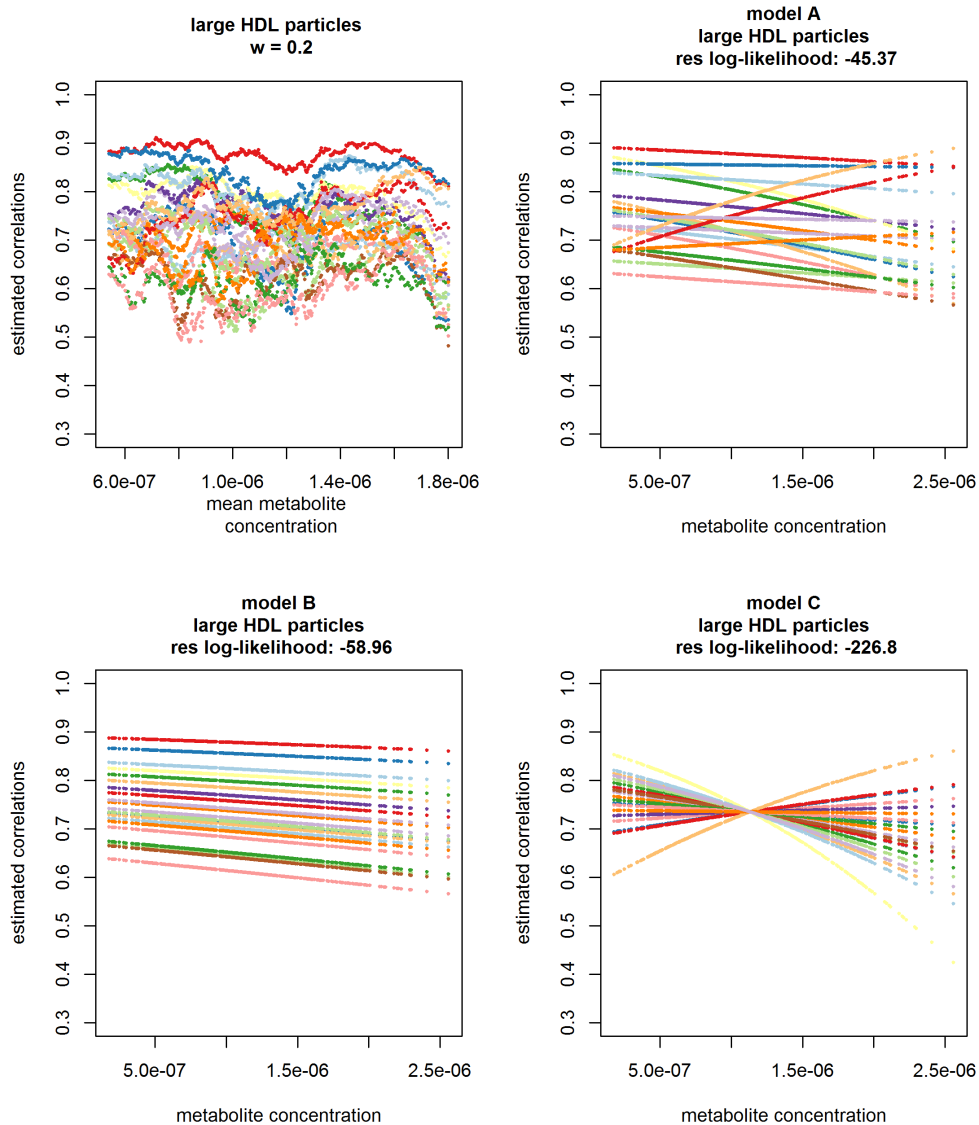 large HDL particles
w = 0.2
estimated correlations
1.0
0.9
0.8
0.7
0.6
0.5
0.4
0.3
6.0e-07
1.0e-06
1.4e-06
1.8e-06
mean metabolite
concentration
model A
large HDL particles
res log-likelihood: -45.37
estimated correlations
1.0
0.9
0.8
0.7
0.6
0.5
0.4
0.3
5.0e-07
1.5e-06
2.5e-06
metabolite concentration
model B
large HDL particles
res log-likelihood: -58.96
estimated correlations
1.0
0.9
0.8
0.7
0.6
0.5
0.4
0.3
5.0e-07
1.5e-06
2.5e-06
metabolite concentration
model C
large HDL particles
res log-likelihood: -226.8
estimated correlations
1.0
0.9
0.8
0.7
0.6
0.5
0.4
0.3
5.0e-07
1.5e-06
2.5e-06
metabolite concentration